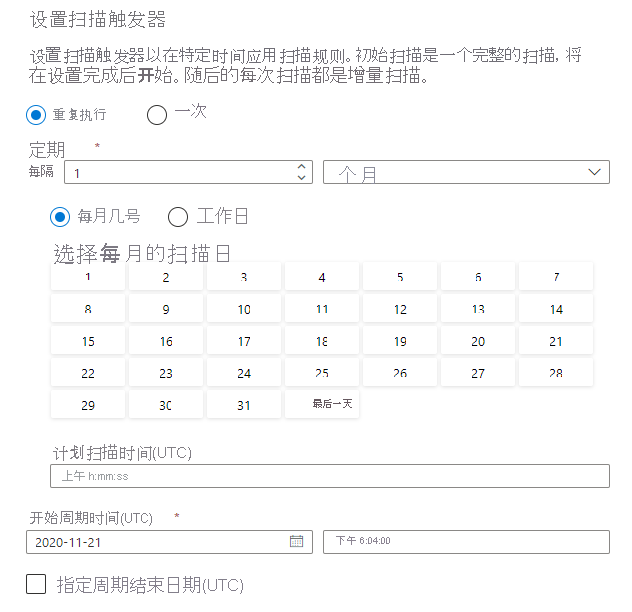 设置扫描触发器
设置扫描触发器以在特定时间应用扫描规则。初始扫描是一个完整的扫描，将
在设置完成后开始。随后的每次扫描都是增量扫描。
重复执行 一次
定期 *
每隔 1 个月
每月几号 工作日
选择每月的扫描日
1 2 3 4 5 6 7
8 9 10 11 12 13 14
15 16 17 18 19 20 21
22 23 24 25 26 27 28
29 30 31 最后一天
计划扫描时间(UTC)
上午 h:mm:ss
开始周期时间(UTC) *
2020-11-21 下午 6:04:00
指定周期结束日期(UTC)